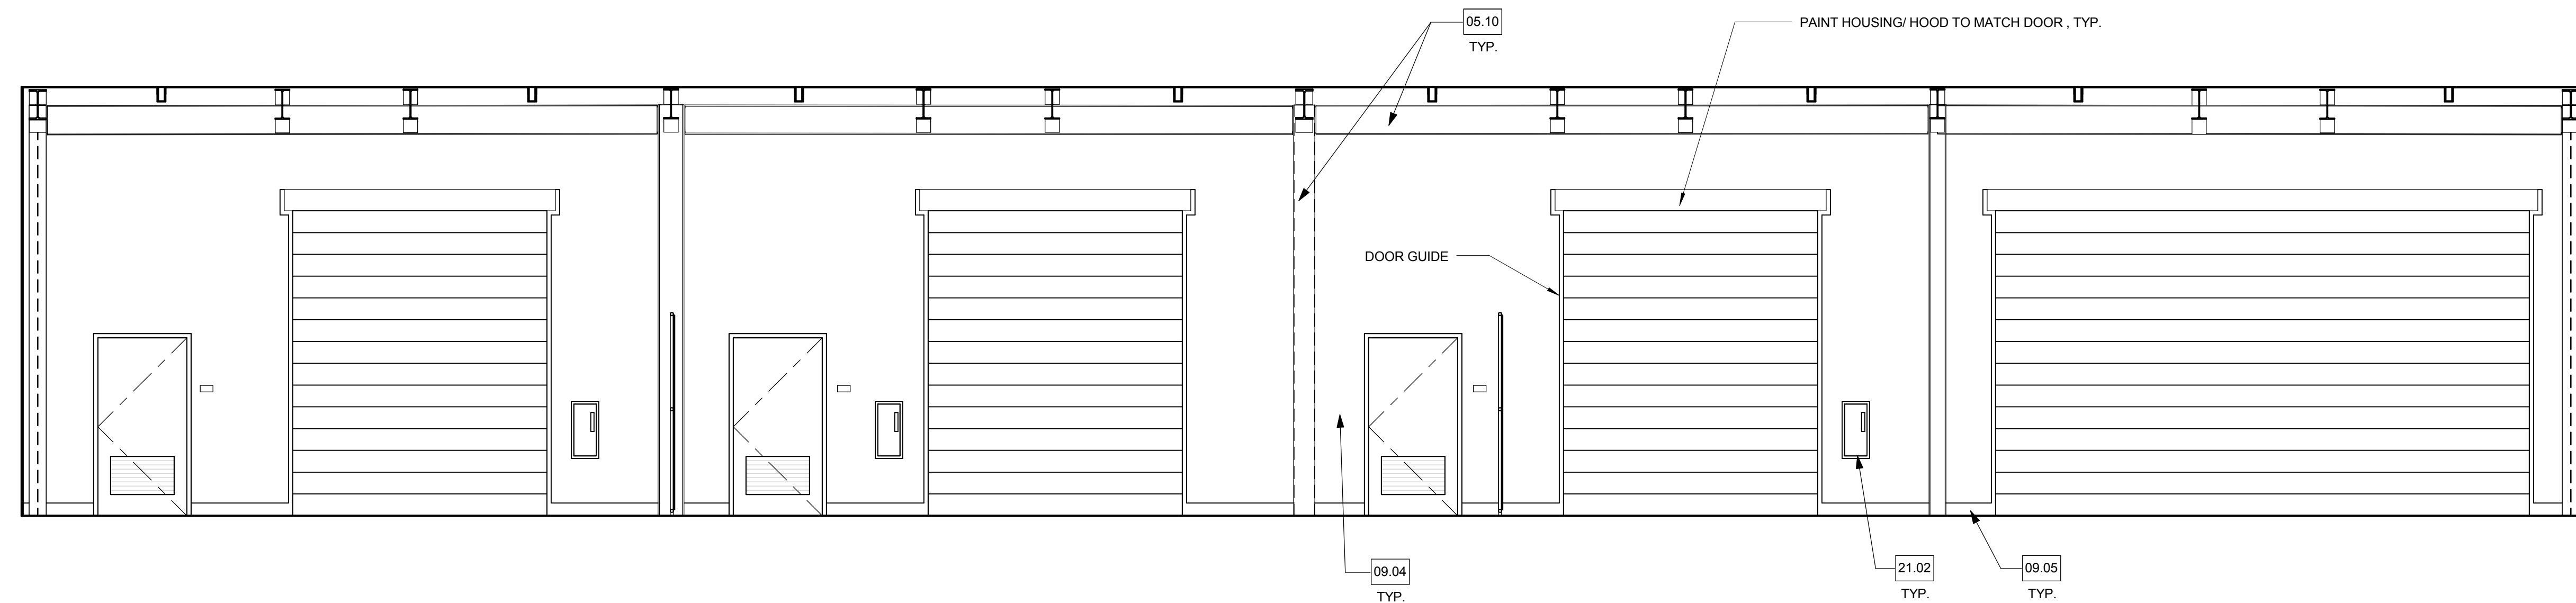 05.10
TYP.
PAINT HOUSING/ HOOD TO MATCH DOOR , TYP.
DOOR GUIDE
09.04
TYP.
21.02
TYP.
09.05
TYP.